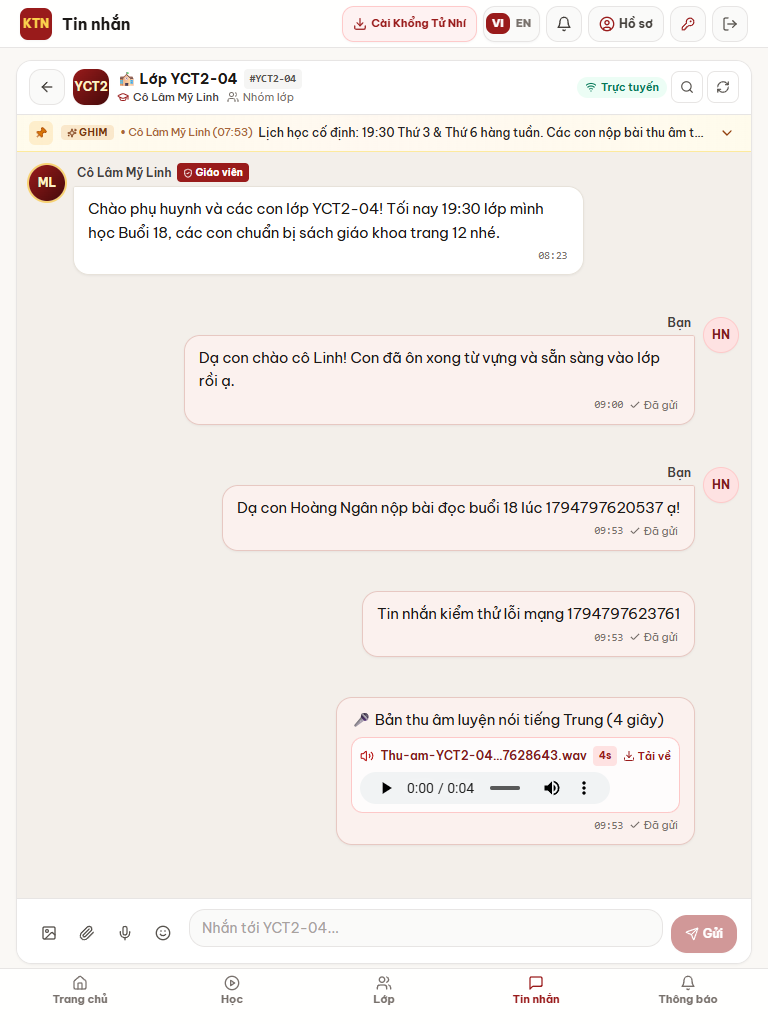 KTN Tin nhắn Cài Khổng Tử Nhí VI EN Hồ sơ
YCT2 Lớp YCT2-04 #YCT2-04
Cô Lâm Mỹ Linh Nhóm lớp Trực tuyến
GHIM • Cô Lâm Mỹ Linh (07:53) Lịch học cố định: 19:30 Thứ 3 & Thứ 6 hàng tuần. Các con nộp bài thu âm t...
ML Cô Lâm Mỹ Linh Giáo viên
Chào phụ huynh và các con lớp YCT2-04! Tối nay 19:30 lớp mình
học Buổi 18, các con chuẩn bị sách giáo khoa trang 12 nhé.
08:23
Bạn HN
Dạ con chào cô Linh! Con đã ôn xong từ vựng và sẵn sàng vào lớp
rồi ạ.
09:00 Đã gửi
Bạn HN
Dạ con Hoàng Ngân nộp bài đọc buổi 18 lúc 1794797620537 ạ!
09:53 Đã gửi
Tin nhắn kiểm thử lỗi mạng 1794797623761
09:53 Đã gửi
Bản thu âm luyện nói tiếng Trung (4 giây)
Thu-am-YCT2-04...7628643.wav 4s Tải về
0:00 / 0:04
09:53 Đã gửi
Nhắn tới YCT2-04... Gửi
Trang chủ Học Lớp Tin nhắn Thông báo